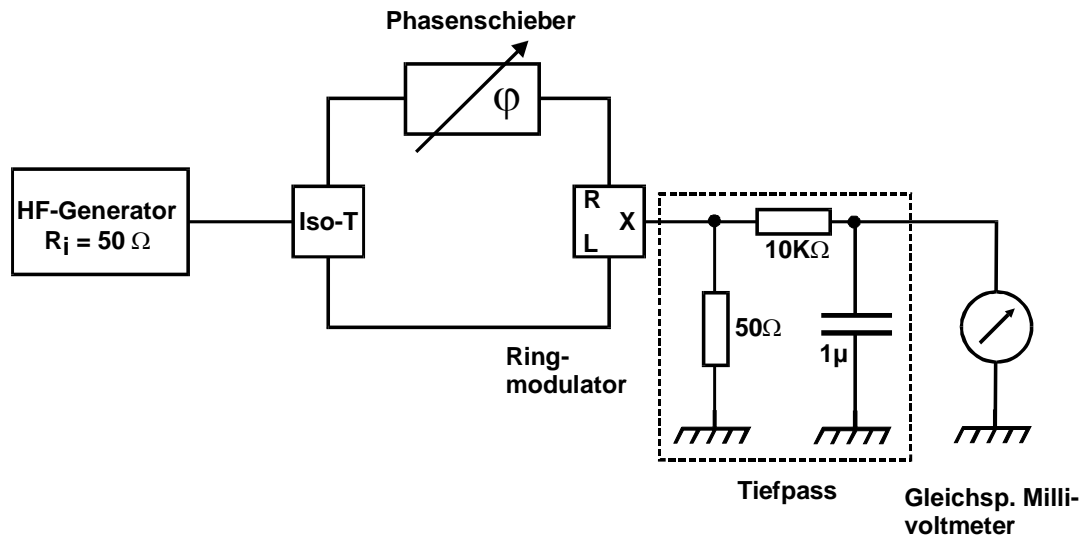 Phasenschieber
φ
HF-Generator
Ri = 50 Ω
Iso-T
R
X
L
10KΩ
50Ω
1µ
Ring-
modulator
Tiefpass
Gleichsp. Milli-
voltmeter